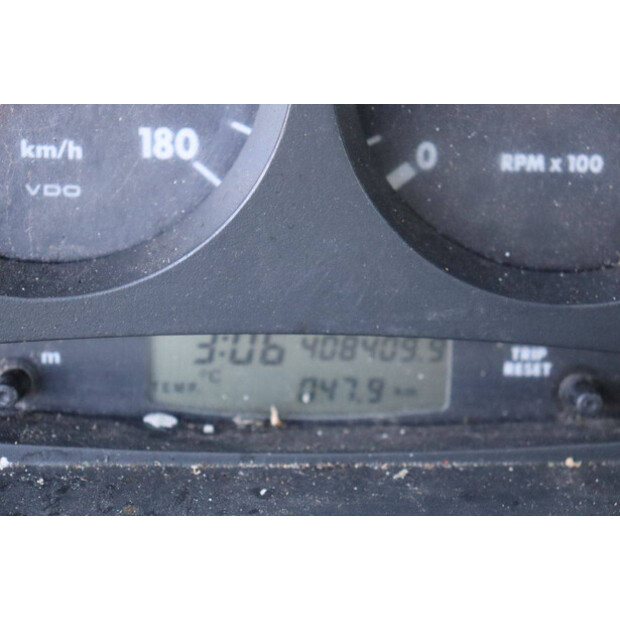 km/h
VDO
180
0
RPM x 100
m
3:06 408409.9
°C
TEMP. 047.9 km
TRIP
RESET